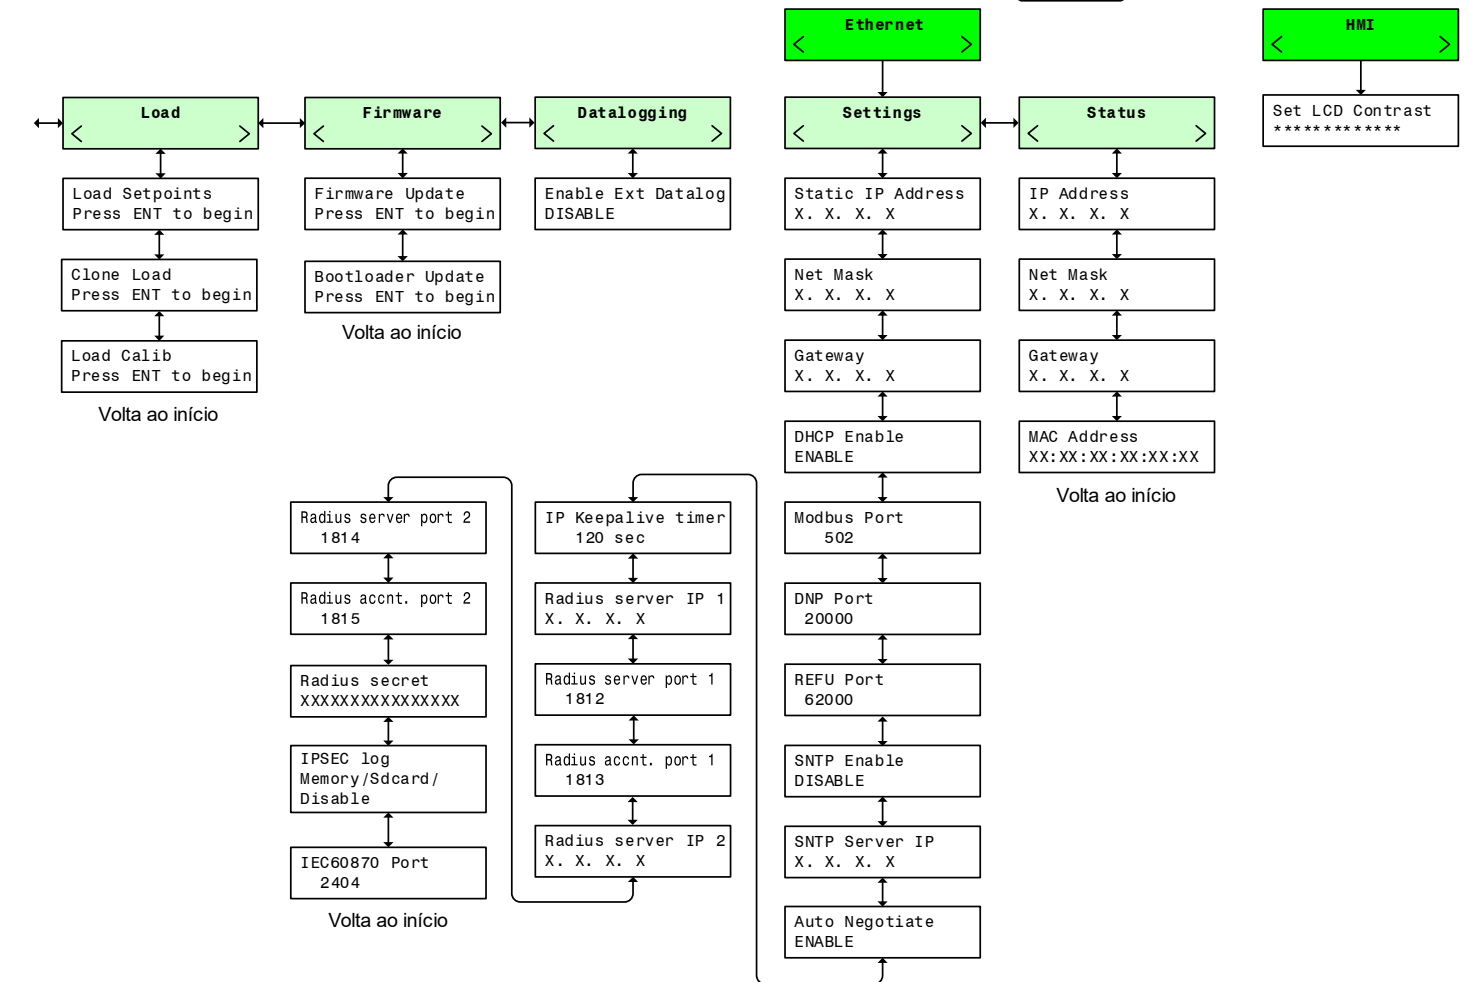 Ethernet
< >
HMI
< >
Load
< >
Firmware
< >
Datalogging
< >
Settings
< >
Status
< >
Set LCD Contrast
*************
Load Setpoints
Press ENT to begin
Clone Load
Press ENT to begin
Load Calib
Press ENT to begin
Volta ao início
Firmware Update
Press ENT to begin
Bootloader Update
Press ENT to begin
Volta ao início
Enable Ext Datalog
DISABLE
Static IP Address
X. X. X. X
Net Mask
X. X. X. X
Gateway
X. X. X. X
DHCP Enable
ENABLE
Modbus Port
502
DNP Port
20000
REFU Port
62000
SNTP Enable
DISABLE
SNTP Server IP
X. X. X. X
Auto Negotiate
ENABLE
IP Address
X. X. X. X
Net Mask
X. X. X. X
Gateway
X. X. X. X
MAC Address
XX:XX:XX:XX:XX:XX
Volta ao início
IP Keepalive timer
120 sec
Radius server IP 1
X. X. X. X
Radius server port 1
1812
Radius accnt. port 1
1813
Radius server IP 2
X. X. X. X
Radius server port 2
1814
Radius accnt. port 2
1815
Radius secret
XXXXXXXXXXXXXXXX
IPSEC log
Memory/Sdcard/
Disable
IEC60870 Port
2404
Volta ao início